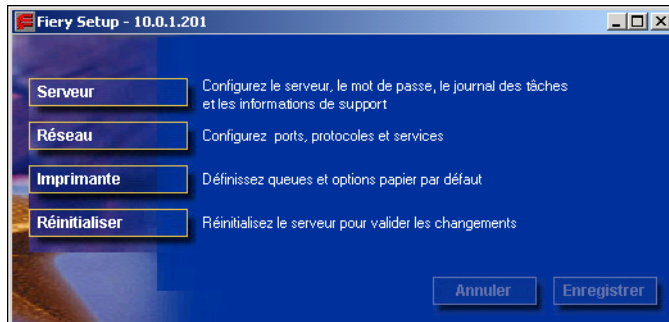 Fiery Setup - 10.0.1.201
Serveur
Configurez le serveur, le mot de passe, le journal des tâches
et les informations de support
Réseau
Configurez ports, protocoles et services
Imprimante
Définissez queues et options papier par défaut
Réinitialiser
Réinitialisez le serveur pour valider les changements
Annuler
Enregistrer